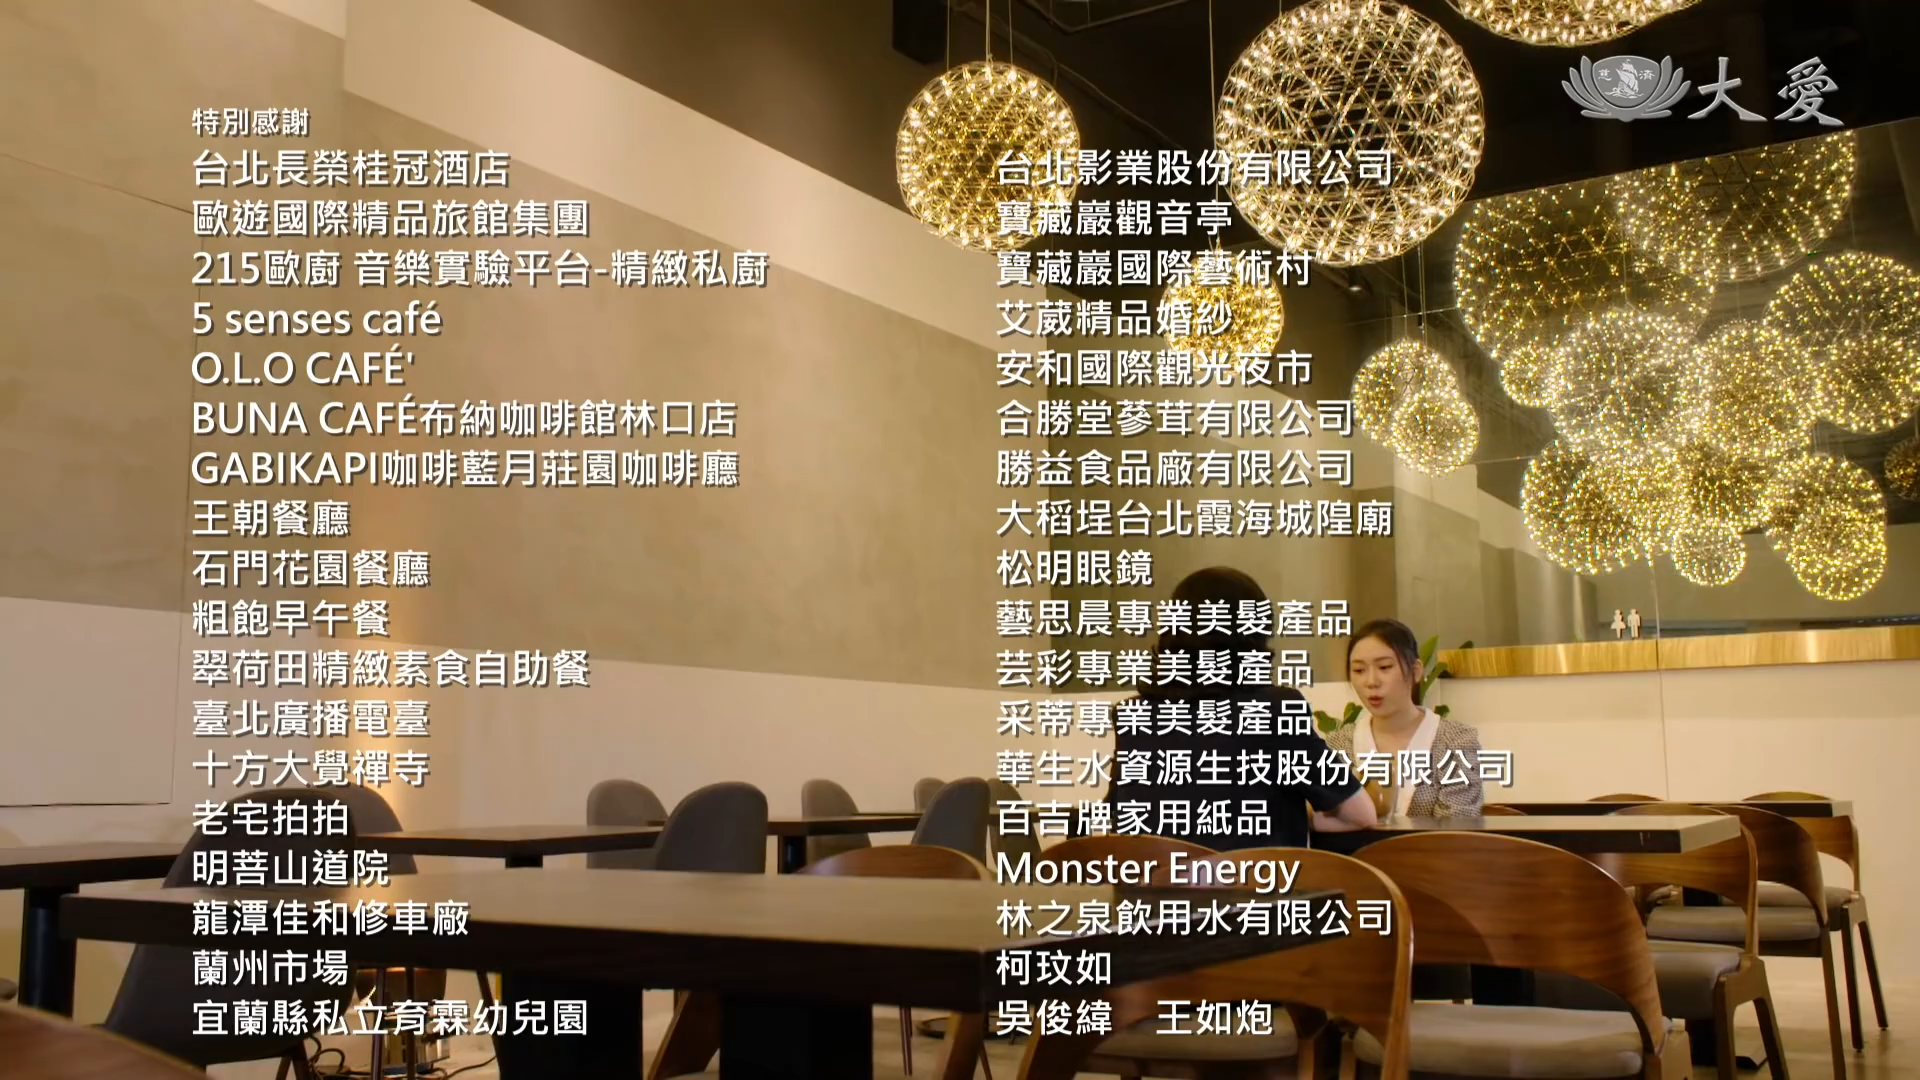 慈濟
大愛
特別感謝
台北長榮桂冠酒店
歐遊國際精品旅館集團
215歐廚 音樂實驗平台-精緻私廚
5 senses café
O.L.O CAFÉ'
BUNA CAFÉ布納咖啡館林口店
GABIKAPI咖啡藍月莊園咖啡廳
王朝餐廳
石門花園餐廳
粗飽早午餐
翠荷田精緻素食自助餐
臺北廣播電臺
十方大覺禪寺
老宅拍拍
明菩山道院
龍潭佳和修車廠
蘭州市場
宜蘭縣私立育霖幼兒園
台北影業股份有限公司
寶藏巖觀音亭
寶藏巖國際藝術村
艾葳精品婚紗
安和國際觀光夜市
合勝堂蔘茸有限公司
勝益食品廠有限公司
大稻埕台北霞海城隍廟
松明眼鏡
藝思晨專業美髮產品
芸彩專業美髮產品
采蒂專業美髮產品
華生水資源生技股份有限公司
百吉牌家用紙品
Monster Energy
林之泉飲用水有限公司
柯玟如
吳俊緯　王如炮